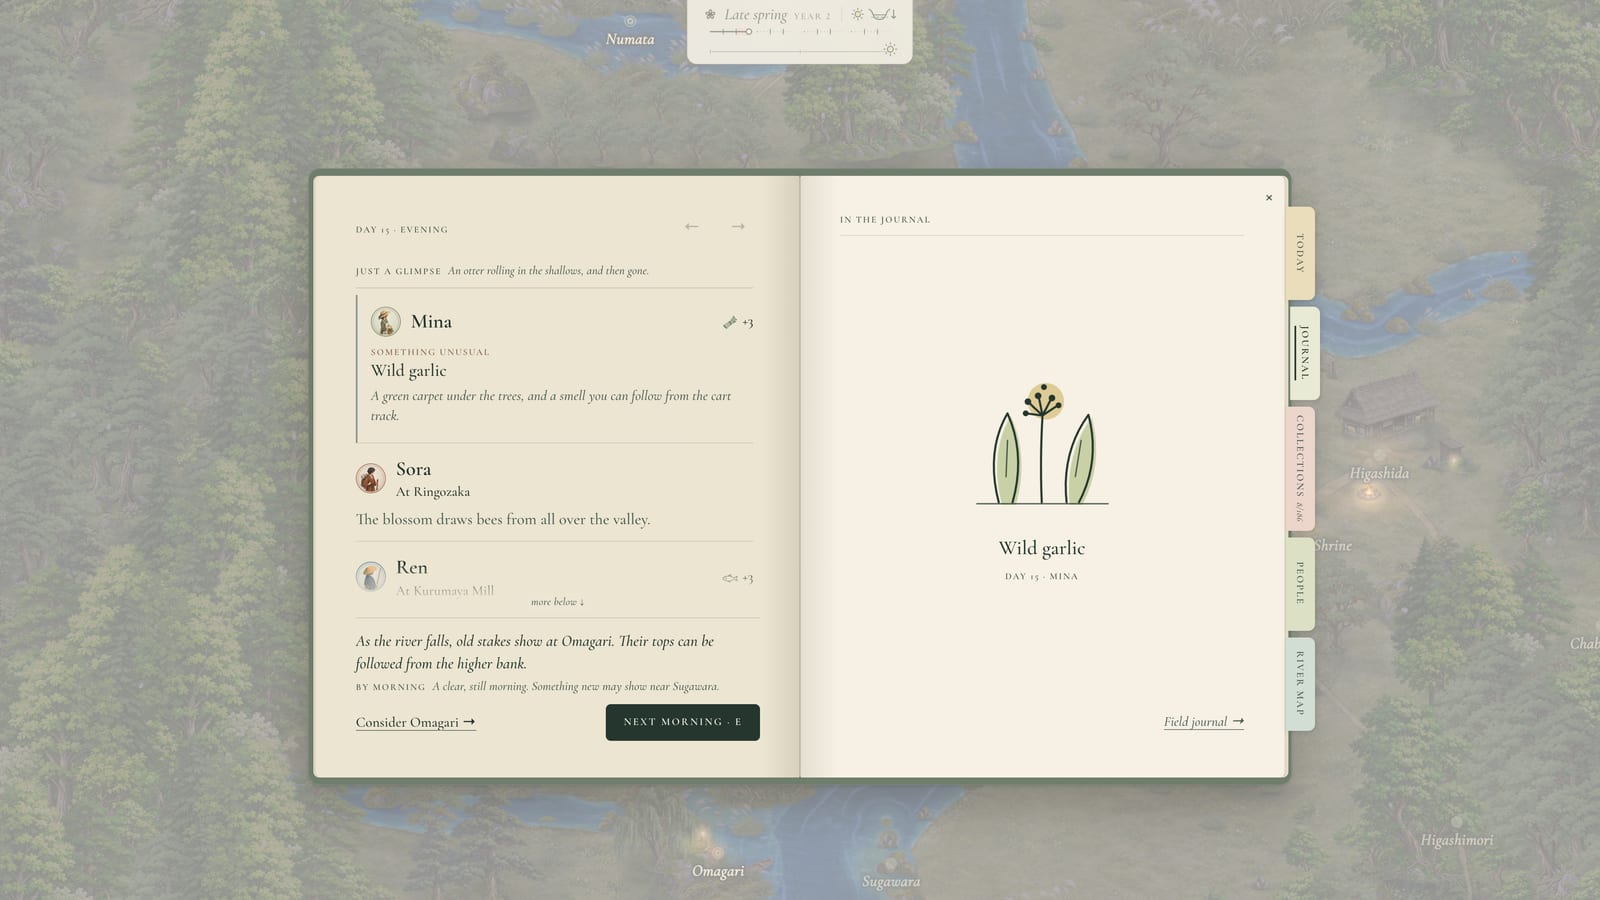 Numata
Late spring YEAR 2
DAY 15 · EVENING
← →
JUST A GLIMPSE An otter rolling in the shallows, and then gone.
Mina
+3
SOMETHING UNUSUAL
Wild garlic
A green carpet under the trees, and a smell you can follow from the cart
track.
Sora
At Ringozaka
The blossom draws bees from all over the valley.
Ren
+3
At Kurumaya Mill
more below ↓
As the river falls, old stakes show at Omagari. Their tops can be
followed from the higher bank.
BY MORNING A clear, still morning. Something new may show near Sugawara.
Consider Omagari →
NEXT MORNING · E
×
IN THE JOURNAL
Wild garlic
DAY 15 · MINA
Field journal →
TODAY
JOURNAL
COLLECTIONS 8/186
PEOPLE
RIVER MAP
Higashida
Shrine
Chab
Higashimori
Omagari
Sugawara